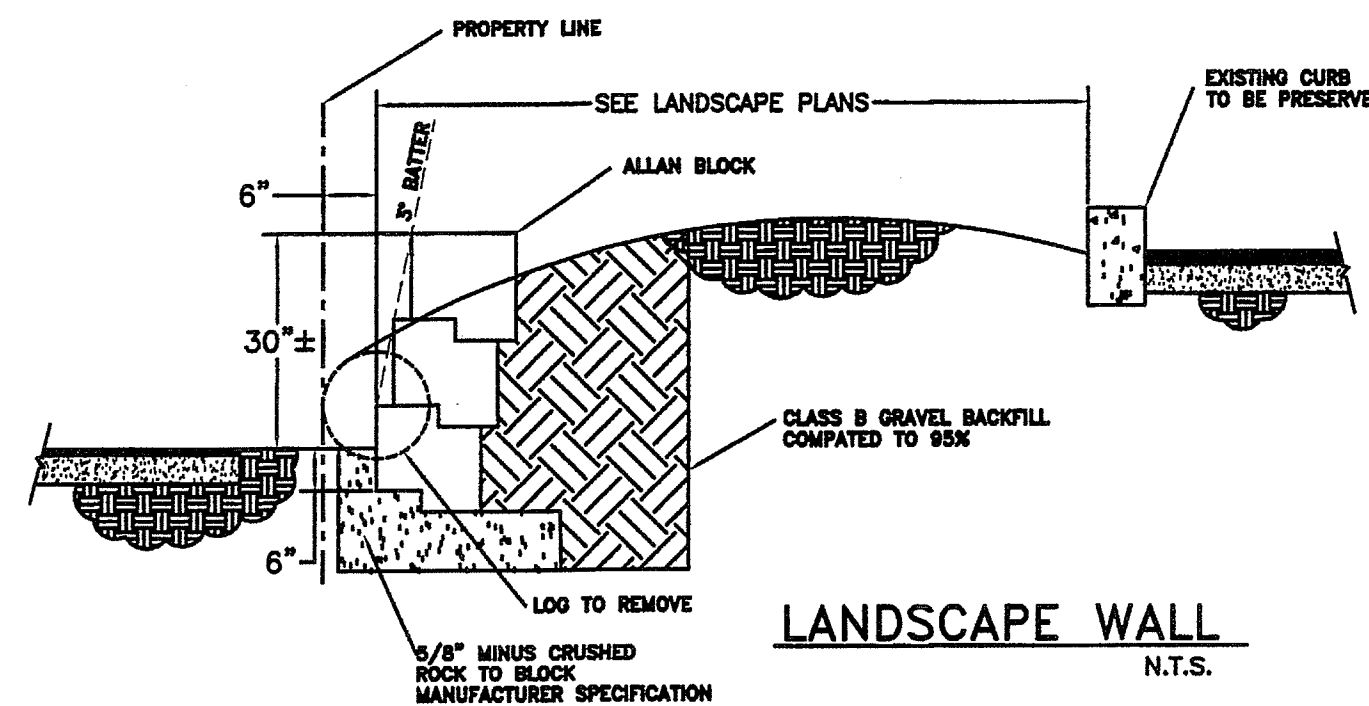 PROPERTY LINE
EXISTING CURB
TO BE PRESERVE
SEE LANDSCAPE PLANS
BATTER
ALLAN BLOCK
6"
30"±
CLASS B GRAVEL BACKFILL
COMPATED TO 95%
6"
LOG TO REMOVE
LANDSCAPE WALL
N.T.S.
5/8" MINUS CRUSHED
ROCK TO BLOCK
MANUFACTURER SPECIFICATION